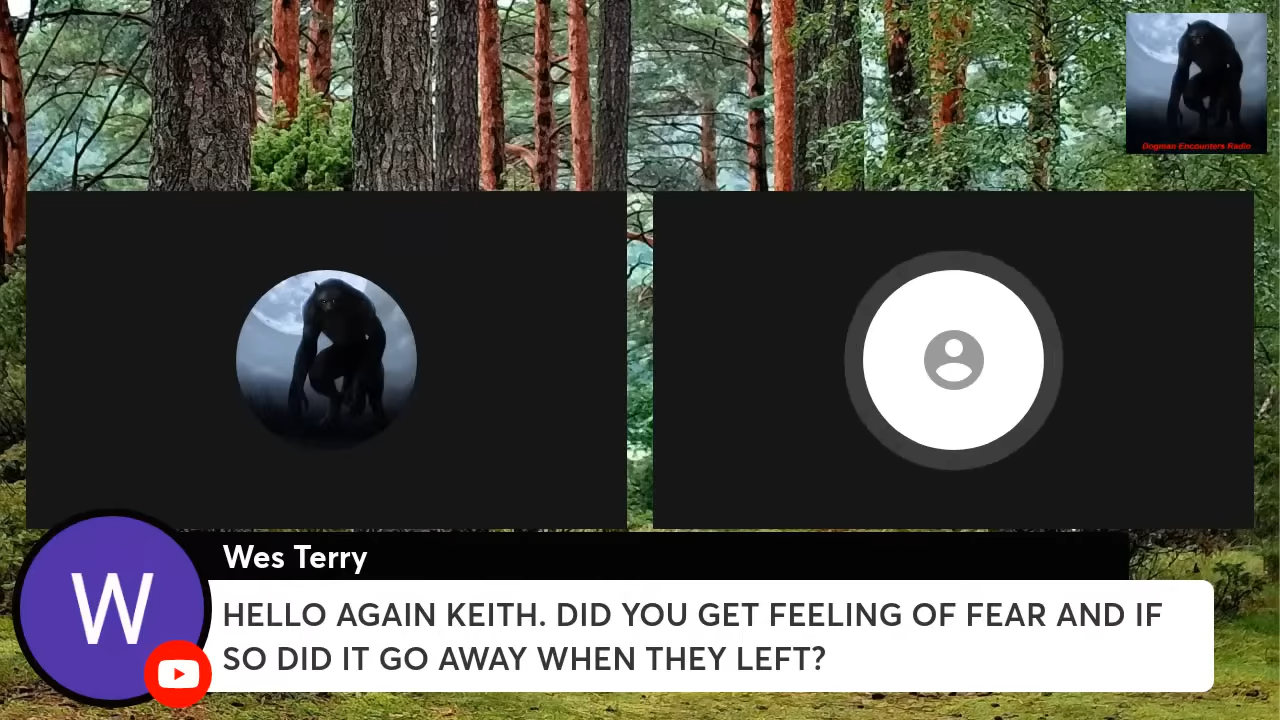 Dogman Encounters Radio
W
Wes Terry
HELLO AGAIN KEITH. DID YOU GET FEELING OF FEAR AND IF
SO DID IT GO AWAY WHEN THEY LEFT?